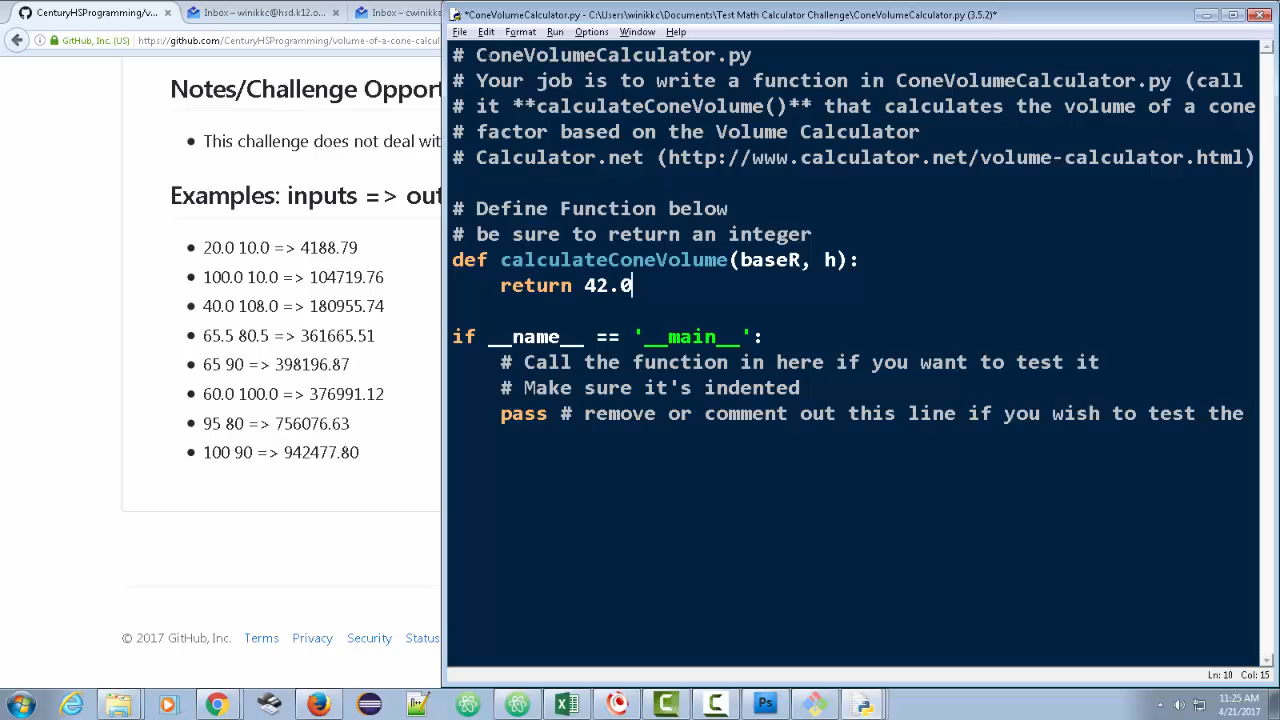 CenturyHSProgramming/v...
Inbox – winikkc@hsd.k12.o...
Inbox – cwinikk
*ConeVolumeCalculator.py - C:\Users\winikkc\Documents\Test Math Calculator Challenge\ConeVolumeCalculator.py (3.5.2)*
GitHub, Inc. (US)
https://github.com/CenturyHSProgramming/volume-of-a-cone-calcul
File Edit Format Run Options Window Help
Notes/Challenge Opport
This challenge does not deal wit
Examples: inputs => out
20.0 10.0 => 4188.79
100.0 10.0 => 104719.76
40.0 108.0 => 180955.74
65.5 80.5 => 361665.51
65 90 => 398196.87
60.0 100.0 => 376991.12
95 80 => 756076.63
100 90 => 942477.80
© 2017 GitHub, Inc. Terms Privacy Security Status
# ConeVolumeCalculator.py
# Your job is to write a function in ConeVolumeCalculator.py (call
# it **calculateConeVolume()** that calculates the volume of a cone
# factor based on the Volume Calculator
# Calculator.net (http://www.calculator.net/volume-calculator.html)
# Define Function below
# be sure to return an integer
def calculateConeVolume(baseR, h):
return 42.0
if __name__ == '__main__':
# Call the function in here if you want to test it
# Make sure it's indented
pass # remove or comment out this line if you wish to test the
Ln: 10 Col: 15
11:25 AM
4/21/2017